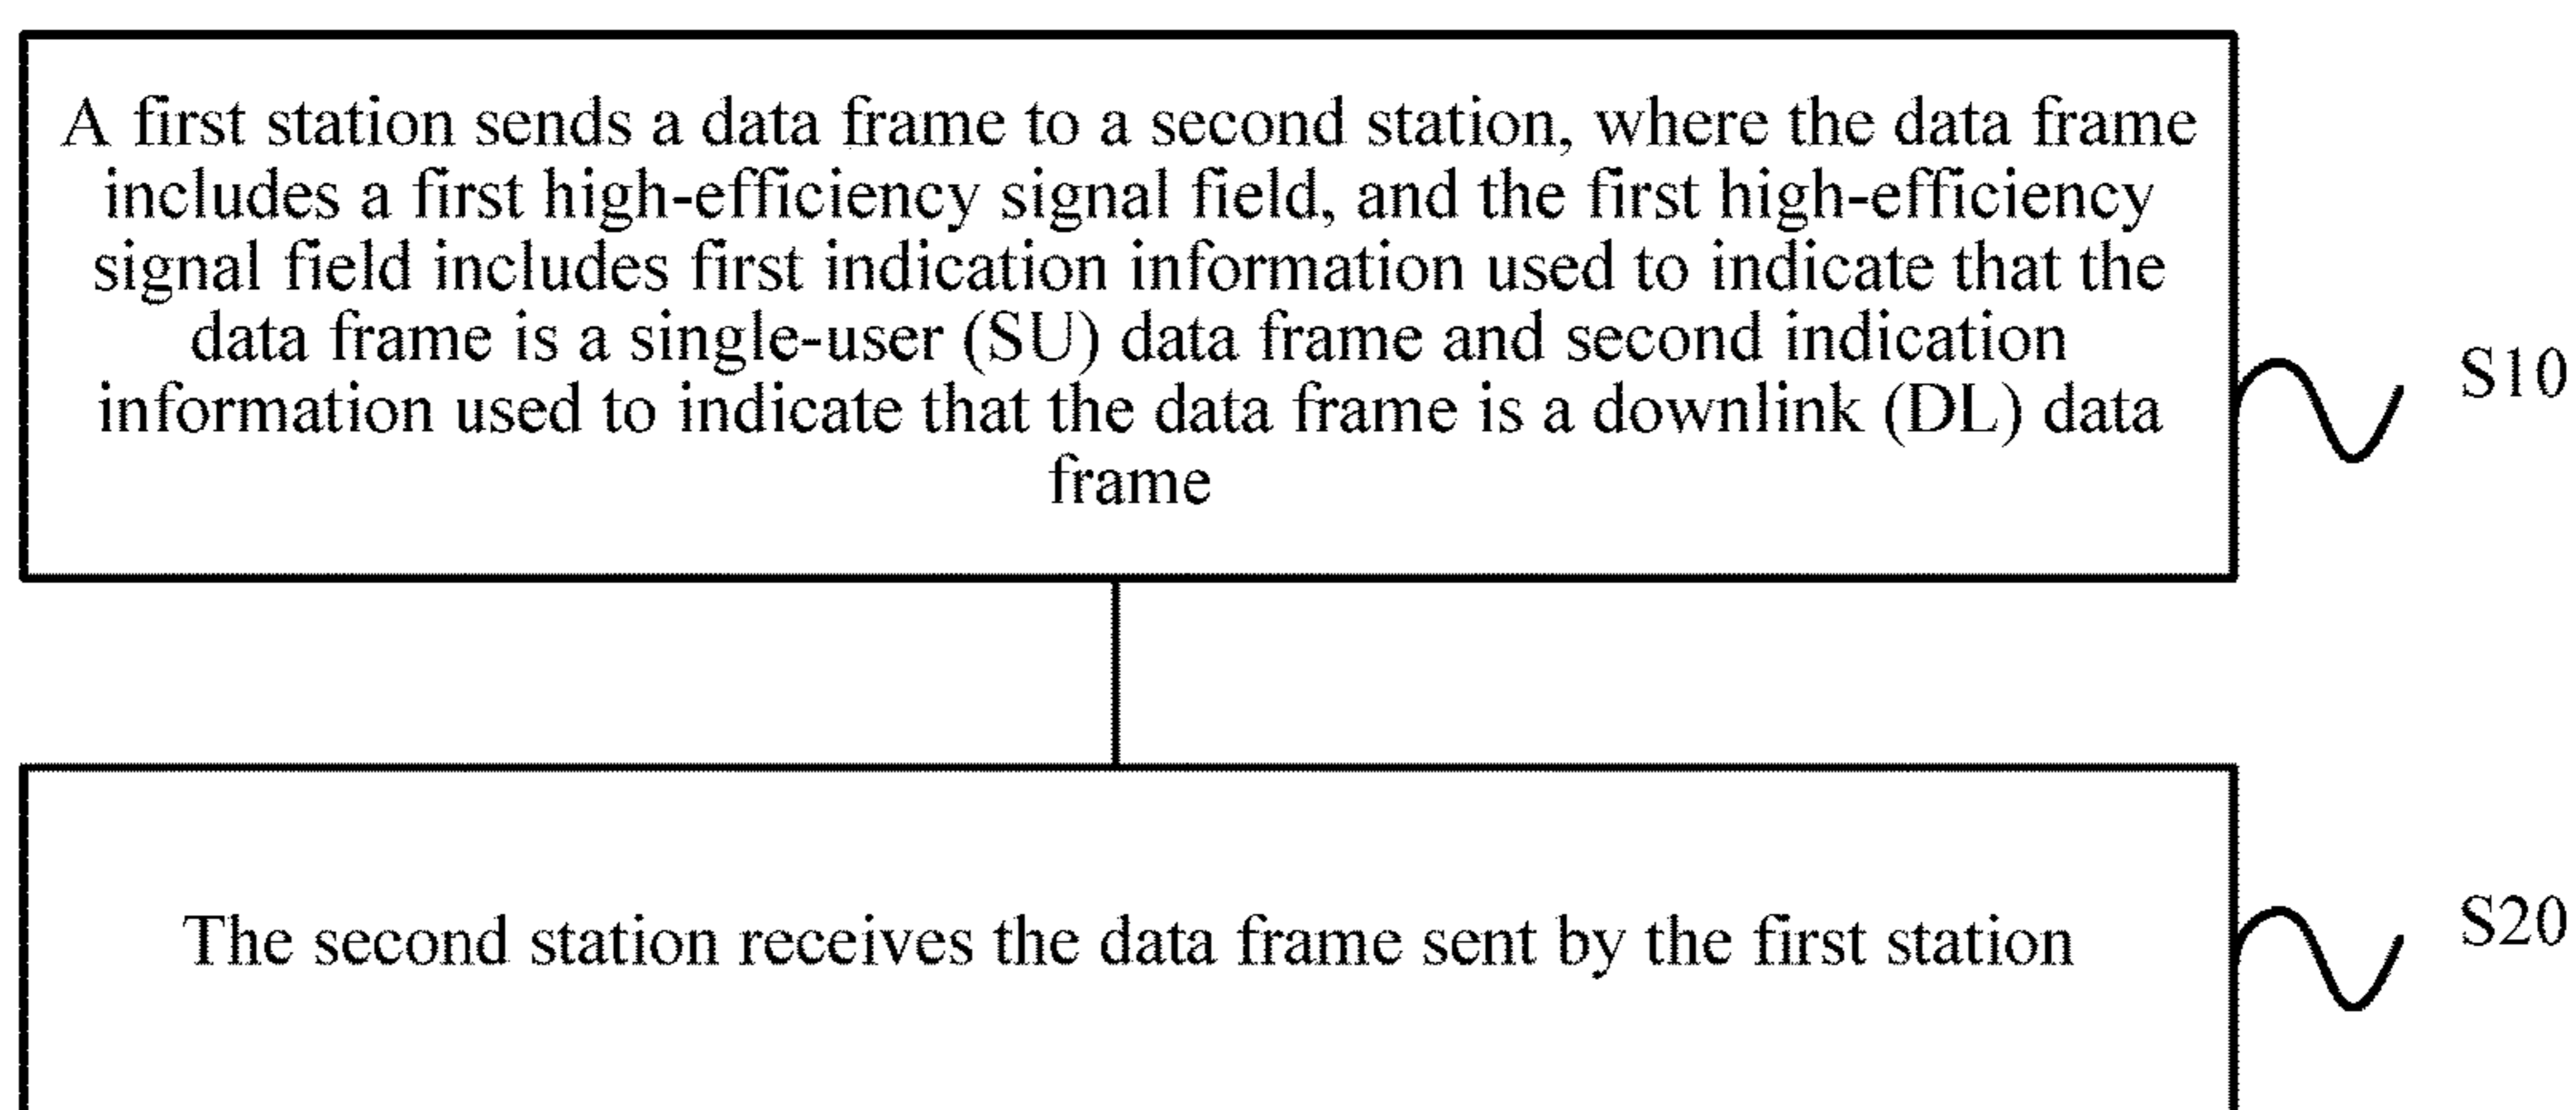 A first station sends a data frame to a second station, where the data frame
includes a first high-efficiency signal field, and the first high-efficiency
signal field includes first indication information used to indicate that the
data frame is a single-user (SU) data frame and second indication
information used to indicate that the data frame is a downlink (DL) data
frame
S10
The second station receives the data frame sent by the first station
S20